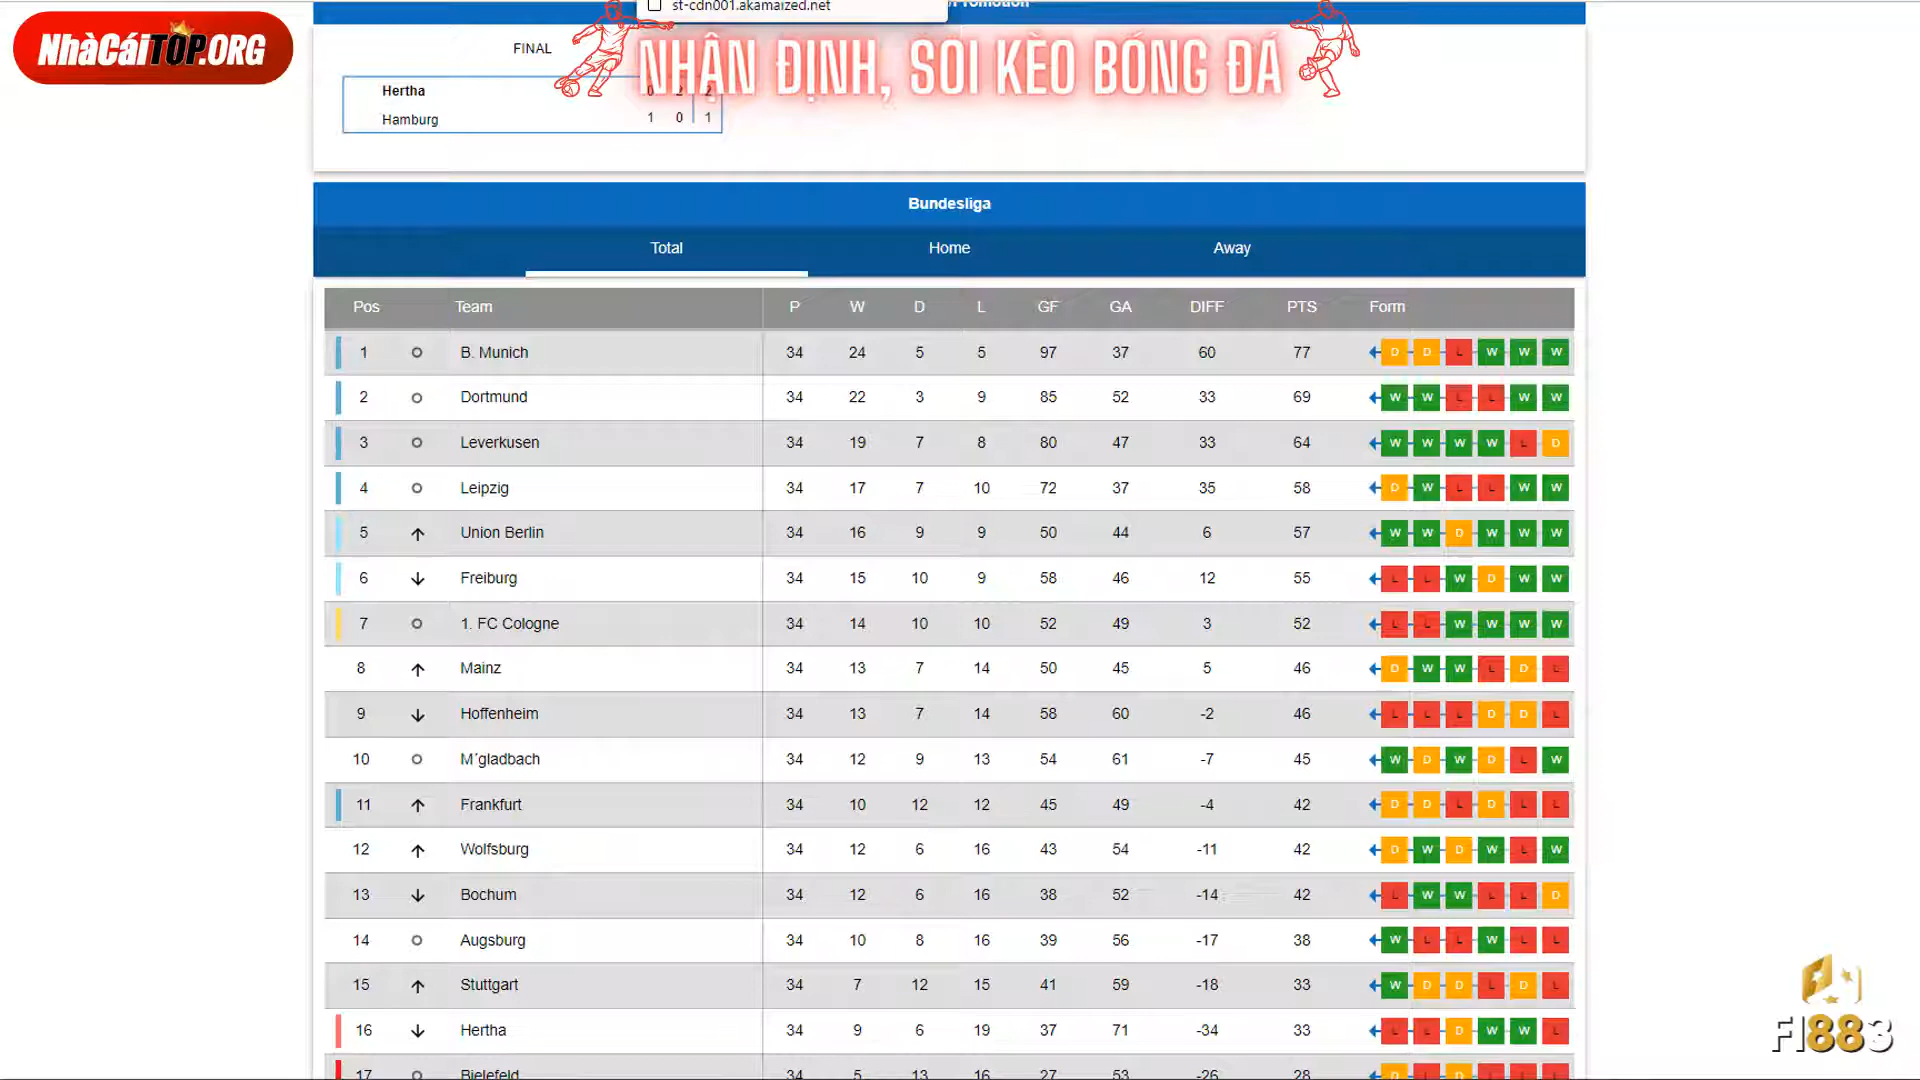 st-cdn001.akamaized.net
/Promotion
NhàCáiTOP.ORG
NHẬN ĐỊNH, SOI KÈO BÓNG ĐÁ
FINAL
Hertha 0 2 2
Hamburg 1 0 1
Bundesliga
Total Home Away
Pos Team P W D L GF GA DIFF PTS Form
1 B. Munich 34 24 5 5 97 37 60 77 D D L W W W
2 Dortmund 34 22 3 9 85 52 33 69 W W L L W W
3 Leverkusen 34 19 7 8 80 47 33 64 W W W W L D
4 Leipzig 34 17 7 10 72 37 35 58 D W L L W W
5 Union Berlin 34 16 9 9 50 44 6 57 W W D W W W
6 Freiburg 34 15 10 9 58 46 12 55 L L W D W W
7 1. FC Cologne 34 14 10 10 52 49 3 52 L L W W W W
8 Mainz 34 13 7 14 50 45 5 46 D W W L D L
9 Hoffenheim 34 13 7 14 58 60 -2 46 L L L D D L
10 M´gladbach 34 12 9 13 54 61 -7 45 W D W D L W
11 Frankfurt 34 10 12 12 45 49 -4 42 D D L D L L
12 Wolfsburg 34 12 6 16 43 54 -11 42 D W D W L W
13 Bochum 34 12 6 16 38 52 -14 42 L W W L L D
14 Augsburg 34 10 8 16 39 56 -17 38 W L L W L L
15 Stuttgart 34 7 12 15 41 59 -18 33 W D D L D L
16 Hertha 34 9 6 19 37 71 -34 33 L L D W W L
17 Bielefeld 34 5 13 16 27 53 -26 28 D L D L L L
FI883